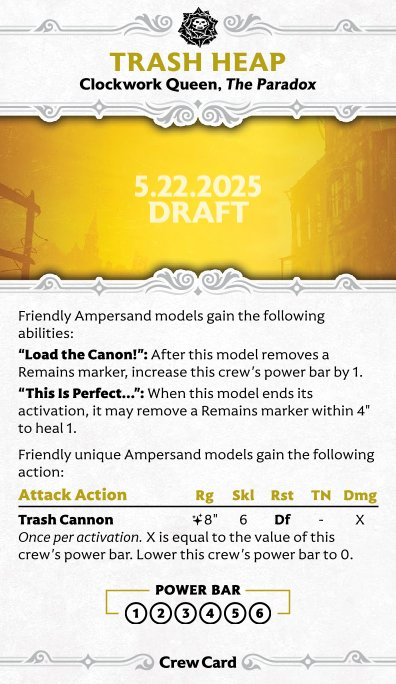 TRASH HEAP
Clockwork Queen, The Paradox
5.22.2025
DRAFT
Friendly Ampersand models gain the following
abilities:
“Load the Canon!”: After this model removes a
Remains marker, increase this crew’s power bar by 1.
“This Is Perfect...”: When this model ends its
activation, it may remove a Remains marker within 4"
to heal 1.
Friendly unique Ampersand models gain the following
action:
Attack Action Rg Skl Rst TN Dmg
Trash Cannon 8" 6 Df - X
Once per activation. X is equal to the value of this
crew’s power bar. Lower this crew’s power bar to 0.
POWER BAR
1 2 3 4 5 6
Crew Card